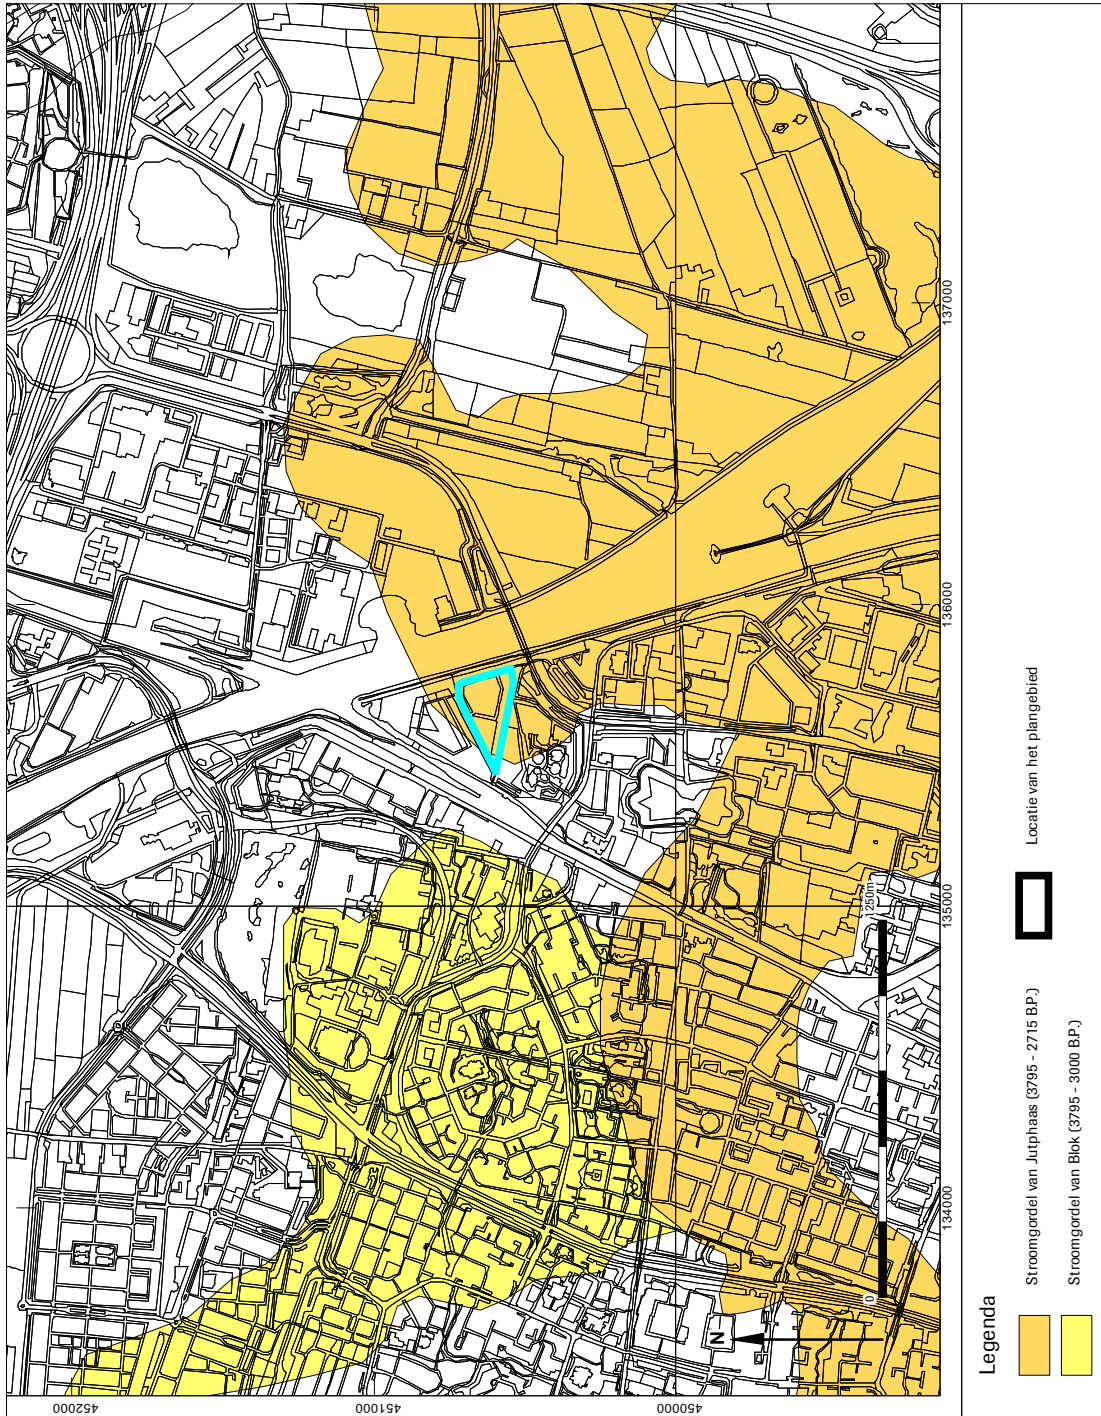 452000
451000
450000
134000
135000
136000
137000
N
0
1250m
Legenda
Stroomgordel van Jutphaas (3795 - 2715 B.P.)
Stroomgordel van Blok (3795 - 3000 B.P.)
Locatie van het plangebied